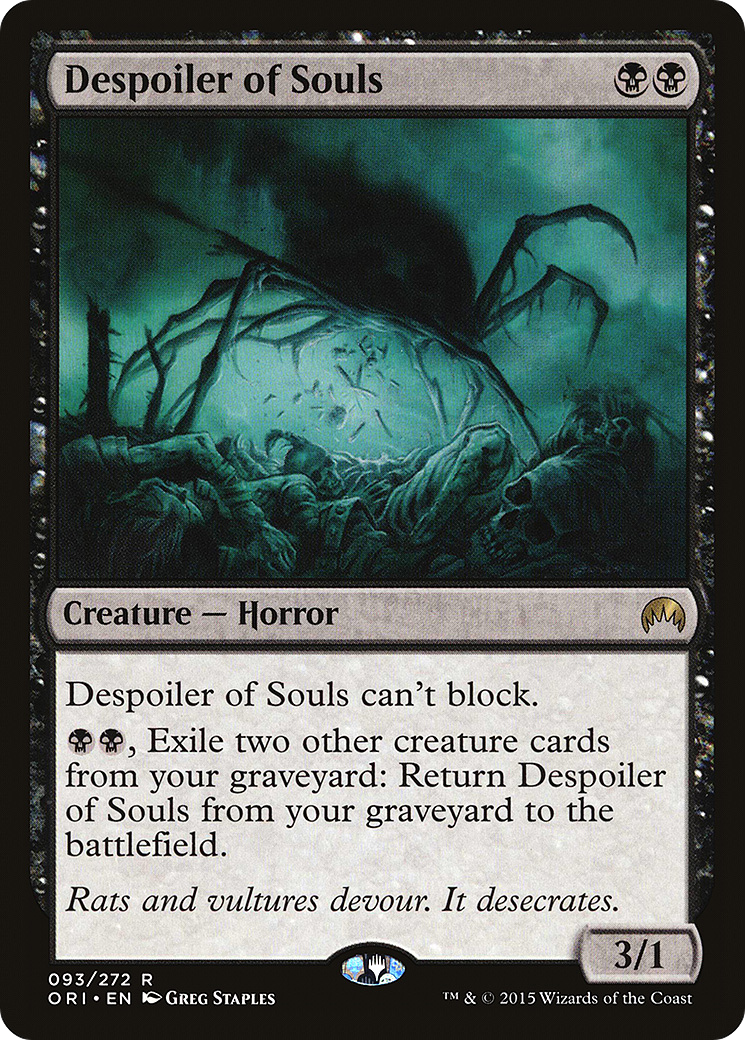 Despoiler of Souls
Creature — Horror
Despoiler of Souls can't block.
, Exile two other creature cards
from your graveyard: Return Despoiler
of Souls from your graveyard to the
battlefield.
Rats and vultures devour. It desecrates.
3/1
093/272 R
ORI • EN Greg Staples
™ & © 2015 Wizards of the Coast